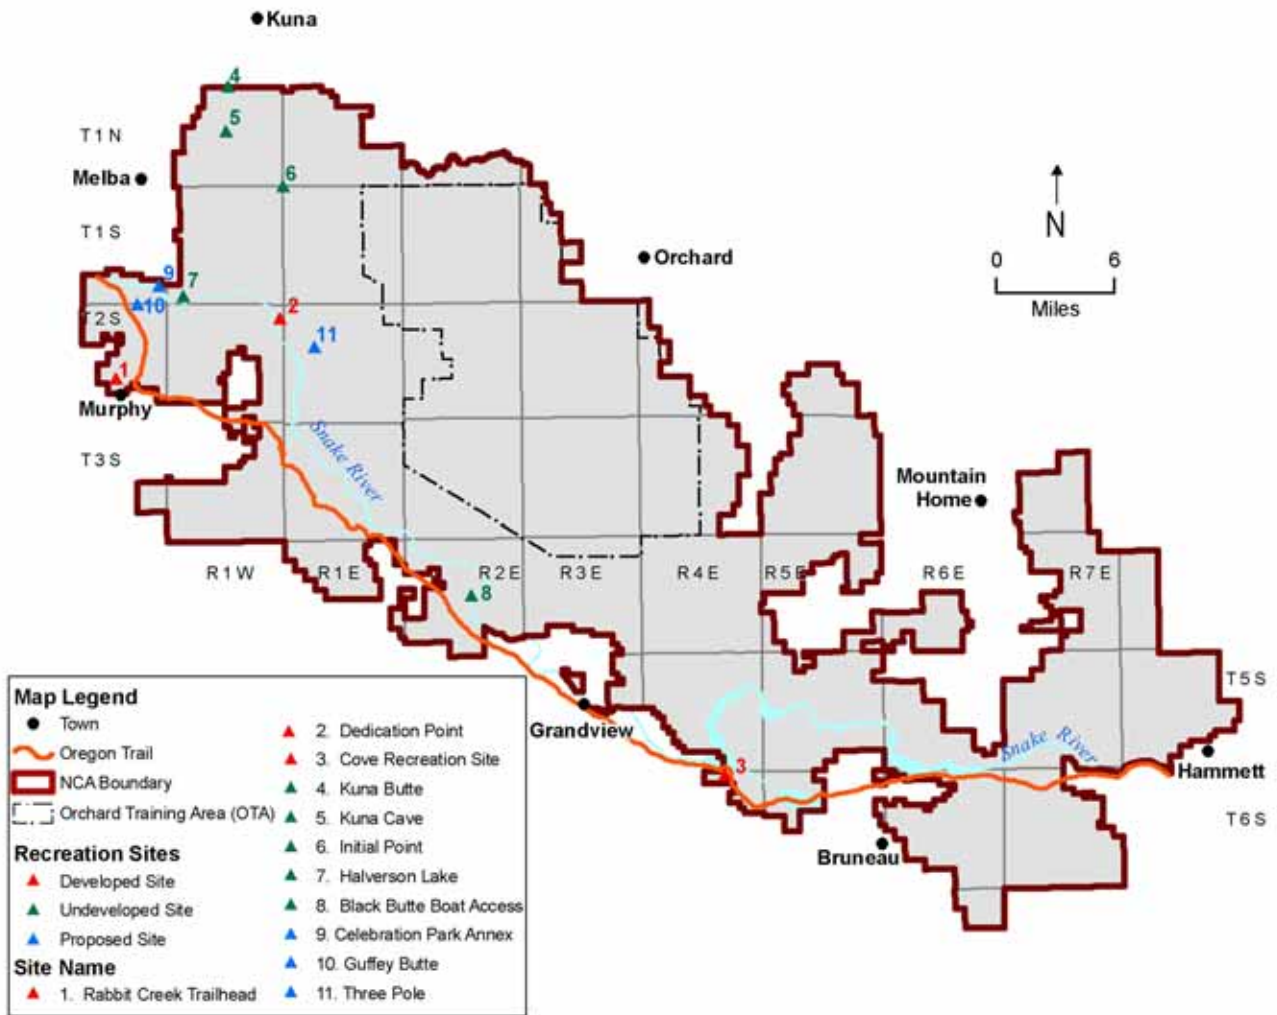 Kuna
4
5
T1N
Melba
6
T1S
N
Orchard
0 6
Miles
9
7
10
2
T2S
11
1
Murphy
Snake River
T3S
Mountain
Home
R1W R1E R2E R3E R4E R5E R6E R7E
8
T5S
Grandview
Snake River
3
Hammett
T6S
Bruneau
Map Legend
Town
Oregon Trail
NCA Boundary
Orchard Training Area (OTA)
Recreation Sites
Developed Site
Undeveloped Site
Proposed Site
Site Name
1. Rabbit Creek Trailhead
2. Dedication Point
3. Cove Recreation Site
4. Kuna Butte
5. Kuna Cave
6. Initial Point
7. Halverson Lake
8. Black Butte Boat Access
9. Celebration Park Annex
10. Guffey Butte
11. Three Pole